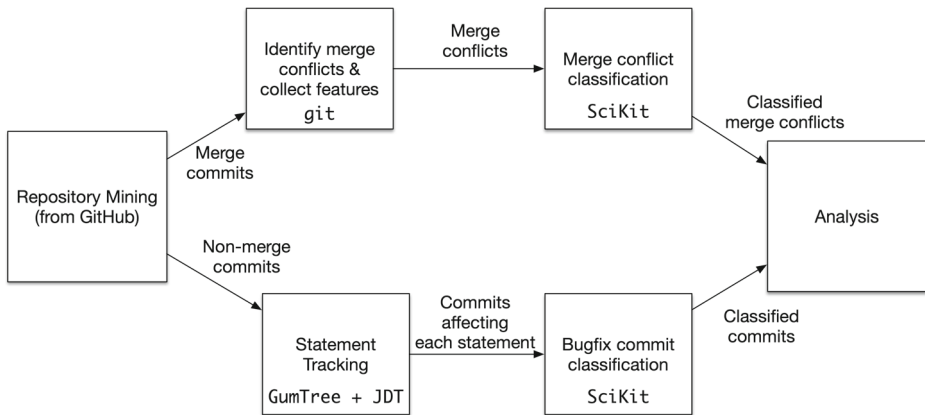 Repository Mining
(from GitHub)
Merge
commits
Identify merge
conflicts &
collect features
git
Merge
conflicts
Merge conflict
classification
SciKit
Classified
merge conflicts
Non-merge
commits
Statement
Tracking
GumTree + JDT
Commits
affecting
each statement
Bugfix commit
classification
SciKit
Classified
commits
Analysis